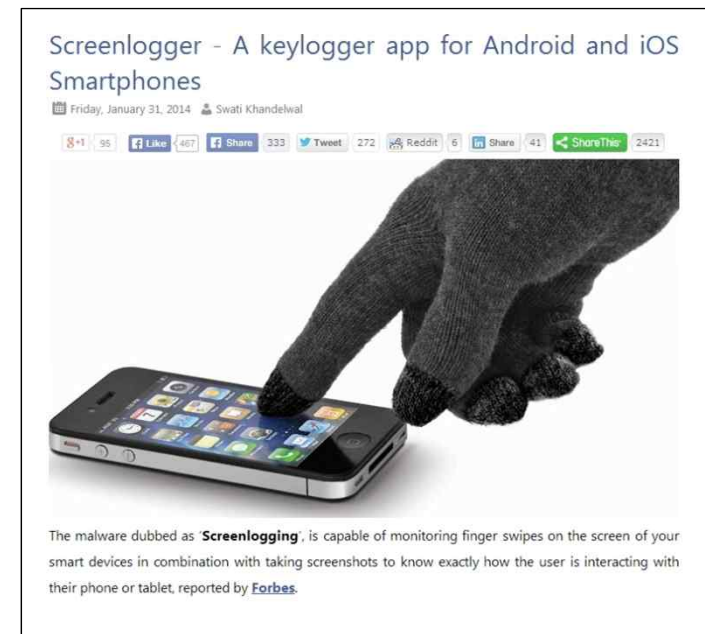 Screenlogger - A keylogger app for Android and iOS
Smartphones
Friday, January 31, 2014 Swati Khandelwal
8+1 95 Like 467 Share 333 Tweet 272 Reddit 6 Share 41 ShareThis 2421
The malware dubbed as 'Screenlogging', is capable of monitoring finger swipes on the screen of your
smart devices in combination with taking screenshots to know exactly how the user is interacting with
their phone or tablet, reported by Forbes.